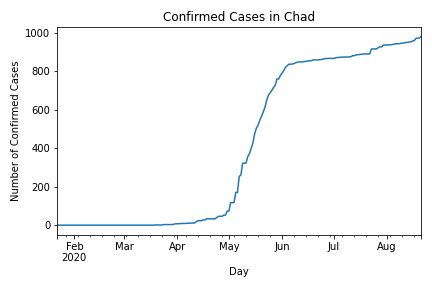 Confirmed Cases in Chad
Number of Confirmed Cases
1000
800
600
400
200
0
Feb Mar Apr May Jun Jul Aug
2020
Day